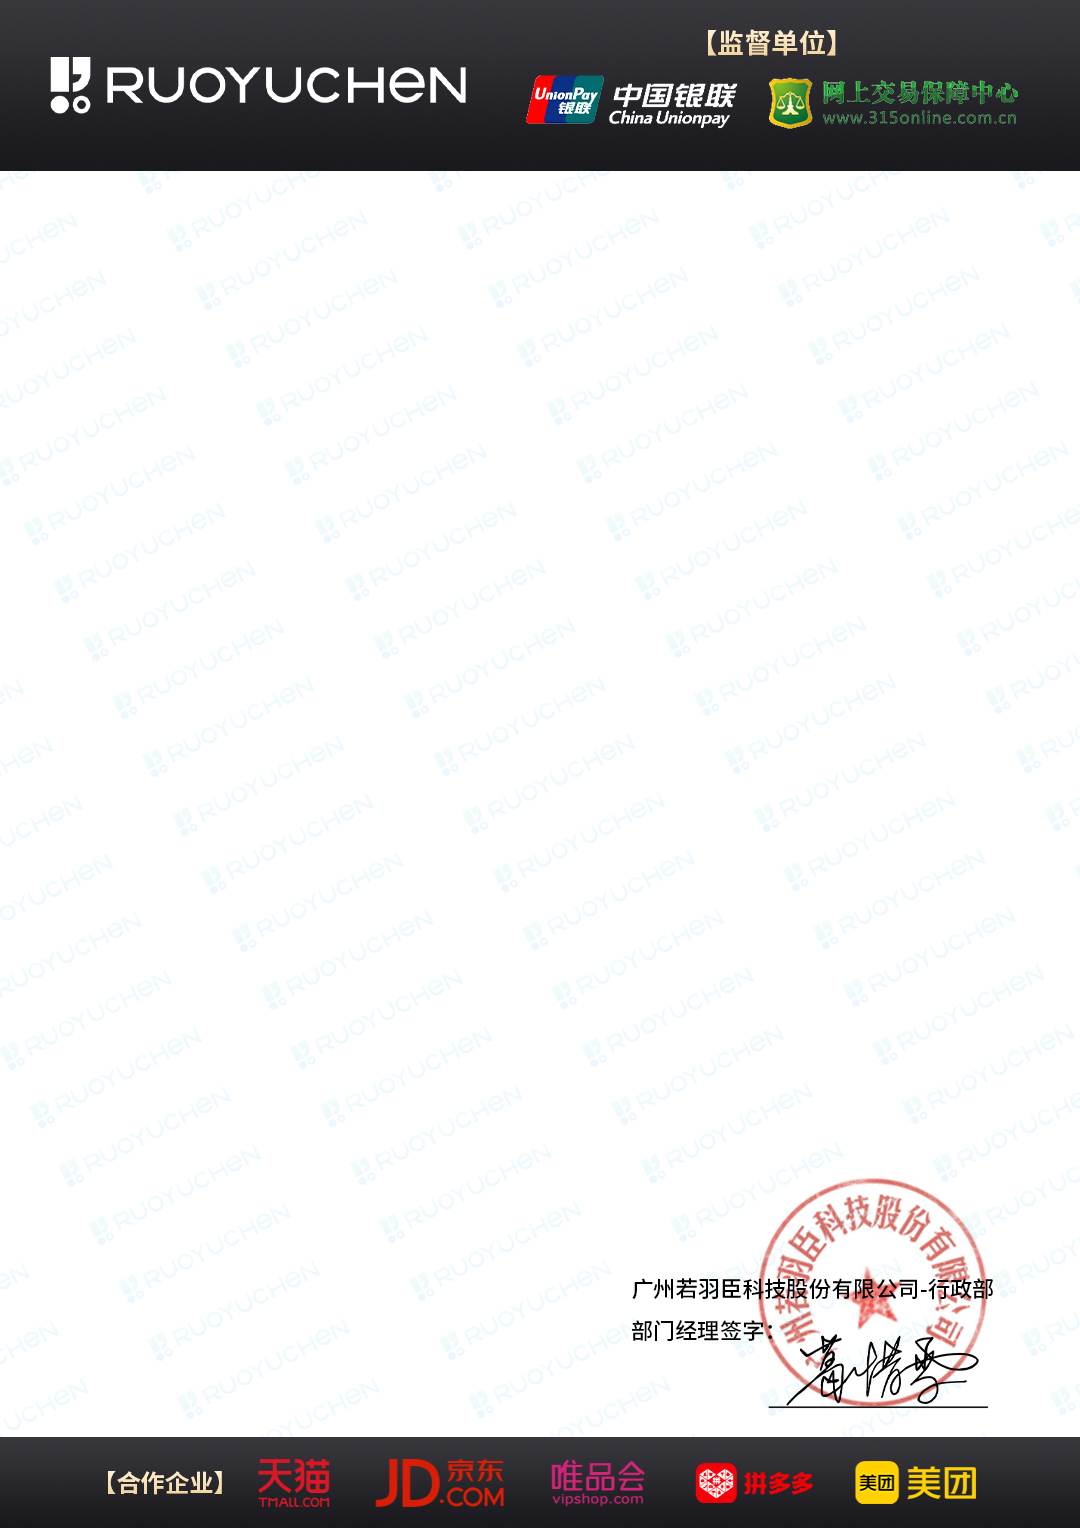 RUOYUCHEN
【监督单位】
UnionPay
银联
中国银联
China Unionpay
网上交易保障中心
www.315online.com.cn
广州若羽臣科技股份有限公司
广州若羽臣科技股份有限公司-行政部
部门经理签字：
【合作企业】
天猫
TMALL.COM
JD京东
.COM
唯品会
vipshop.com
拼
拼多多
美团
美团